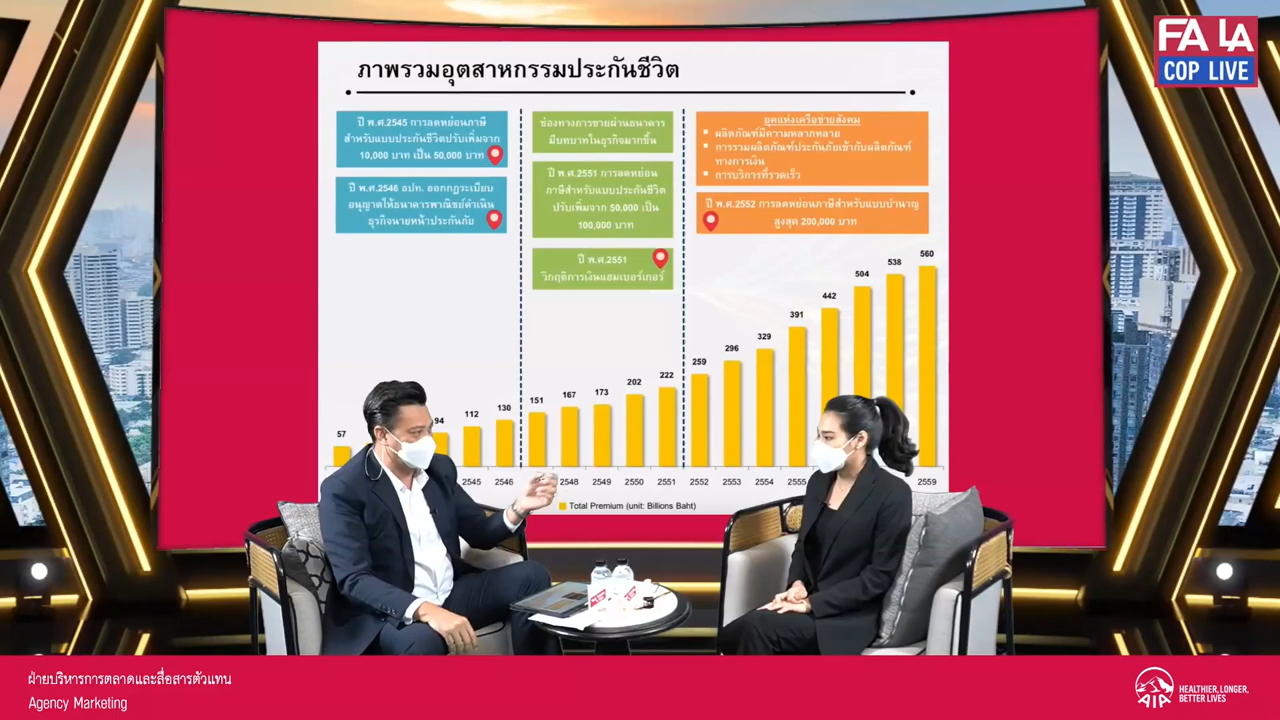 FA LA
COP LIVE
ภาพรวมอุตสาหกรรมประกันชีวิต
ปี พ.ศ.2545 การลดหย่อนภาษี
สำหรับแบบประกันชีวิตปรับเพิ่มจาก
10,000 บาท เป็น 50,000 บาท
ปี พ.ศ.2546 ธปท. ออกกฎระเบียบ
อนุญาตให้ธนาคารพาณิชย์ดำเนิน
ธุรกิจนายหน้าประกันภัย
ช่องทางการขายผ่านธนาคาร
มีบทบาทในธุรกิจมากขึ้น
ปี พ.ศ.2551 การลดหย่อน
ภาษีสำหรับแบบประกันชีวิต
ปรับเพิ่มจาก 50,000 เป็น
100,000 บาท
ปี พ.ศ.2551
วิกฤติการเงินแฮมเบอร์เกอร์
ยุคแห่งเครือข่ายสังคม
▪ ผลิตภัณฑ์มีความหลากหลาย
▪ การรวมผลิตภัณฑ์ประกันภัยเข้ากับผลิตภัณฑ์
ทางการเงิน
▪ การบริการที่รวดเร็ว
ปี พ.ศ.2552 การลดหย่อนภาษีสำหรับแบบบำนาญ
สูงสุด 200,000 บาท
57 94 112 130 151 167 173 202 222 259 296 329 391 442 504 538 560
2545 2546 2548 2549 2550 2551 2552 2553 2554 2555 2559
Total Premium (unit: Billions Baht)
ฝ่ายบริหารการตลาดและสื่อสารตัวแทน
Agency Marketing
AIA
HEALTHIER, LONGER,
BETTER LIVES